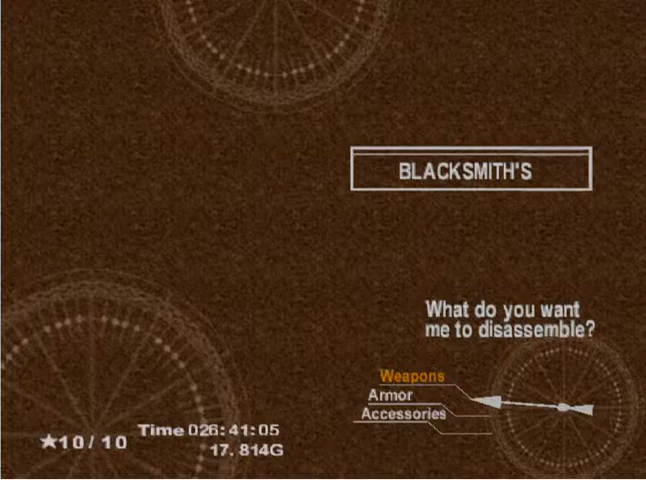 BLACKSMITH'S
What do you want
me to disassemble?
Weapons
Armor
Accessories
Time 026:41:05
★10/10
17. 814G